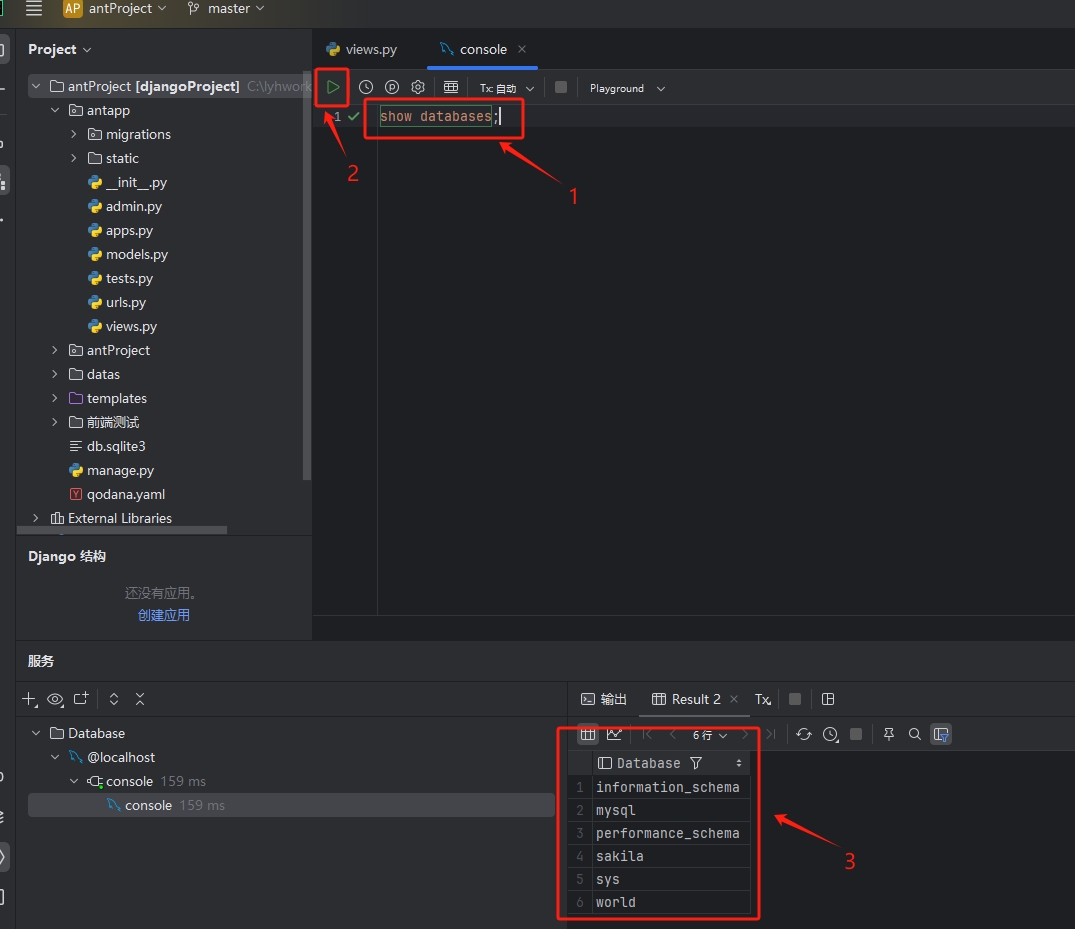 AP antProject master
Project
views.py console
antProject [djangoProject] C:\lyhwork
Tx: 自动 Playground
antapp
1 show databases;
migrations
static
2
1
__init__.py
admin.py
apps.py
models.py
tests.py
urls.py
views.py
antProject
datas
templates
前端测试
db.sqlite3
manage.py
qodana.yaml
External Libraries
Django 结构
还没有应用。
创建应用
服务
输出 Result 2 Tx
Database
6 行
@localhost
Database
console 159 ms
1 information_schema
console 159 ms
2 mysql
3 performance_schema
4 sakila
3
5 sys
6 world